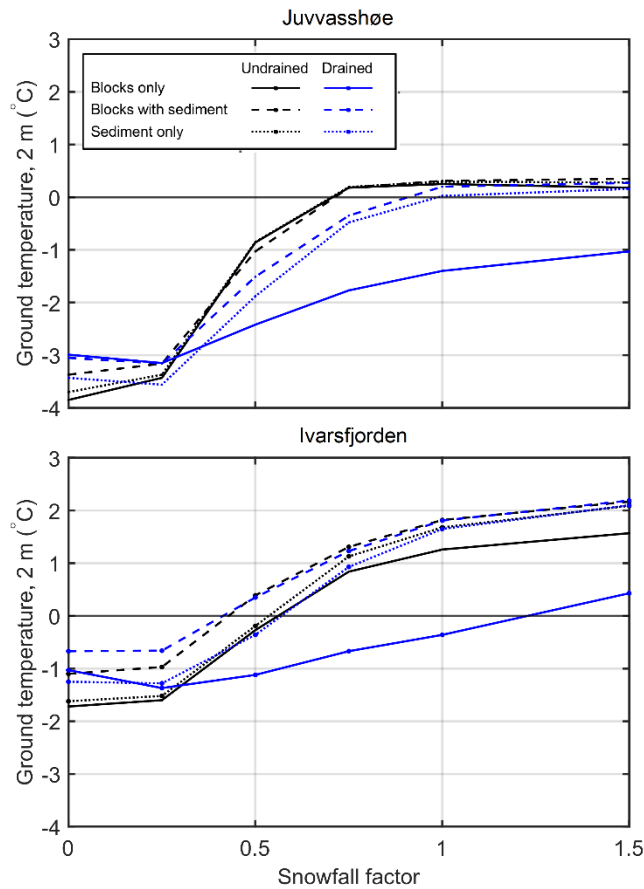 Juvvasshøe
Undrained Drained
Blocks only
Blocks with sediment
Sediment only
Ground temperature, 2 m (°C)
3
2
1
0
-1
-2
-3
-4
Ivarsfjorden
Ground temperature, 2 m (°C)
3
2
1
0
-1
-2
-3
-4
0 0.5 1 1.5
Snowfall factor